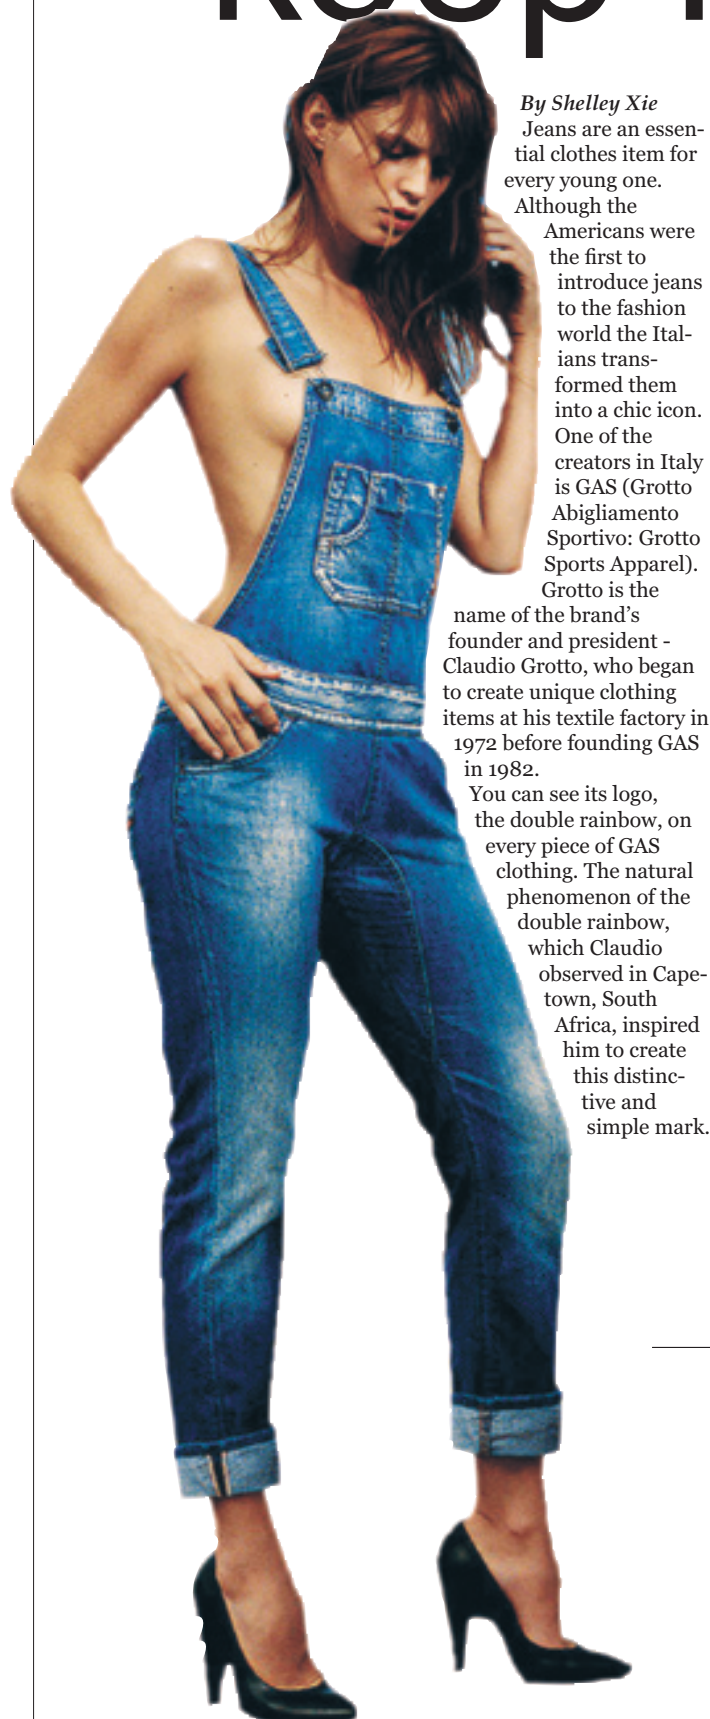 keep
By Shelley Xie
Jeans are an essen-
tial clothes item for
every young one.
Although the
Americans were
the first to
introduce jeans
to the fashion
world the Ital-
ians trans-
formed them
into a chic icon.
One of the
creators in Italy
is GAS (Grotto
Abigliamento
Sportivo: Grotto
Sports Apparel).
Grotto is the
name of the brand’s
founder and president -
Claudio Grotto, who began
to create unique clothing
items at his textile factory in
1972 before founding GAS
in 1982.
You can see its logo,
the double rainbow, on
every piece of GAS
clothing. The natural
phenomenon of the
double rainbow,
which Claudio
observed in Cape-
town, South
Africa, inspired
him to create
this distinc-
tive and
simple mark.